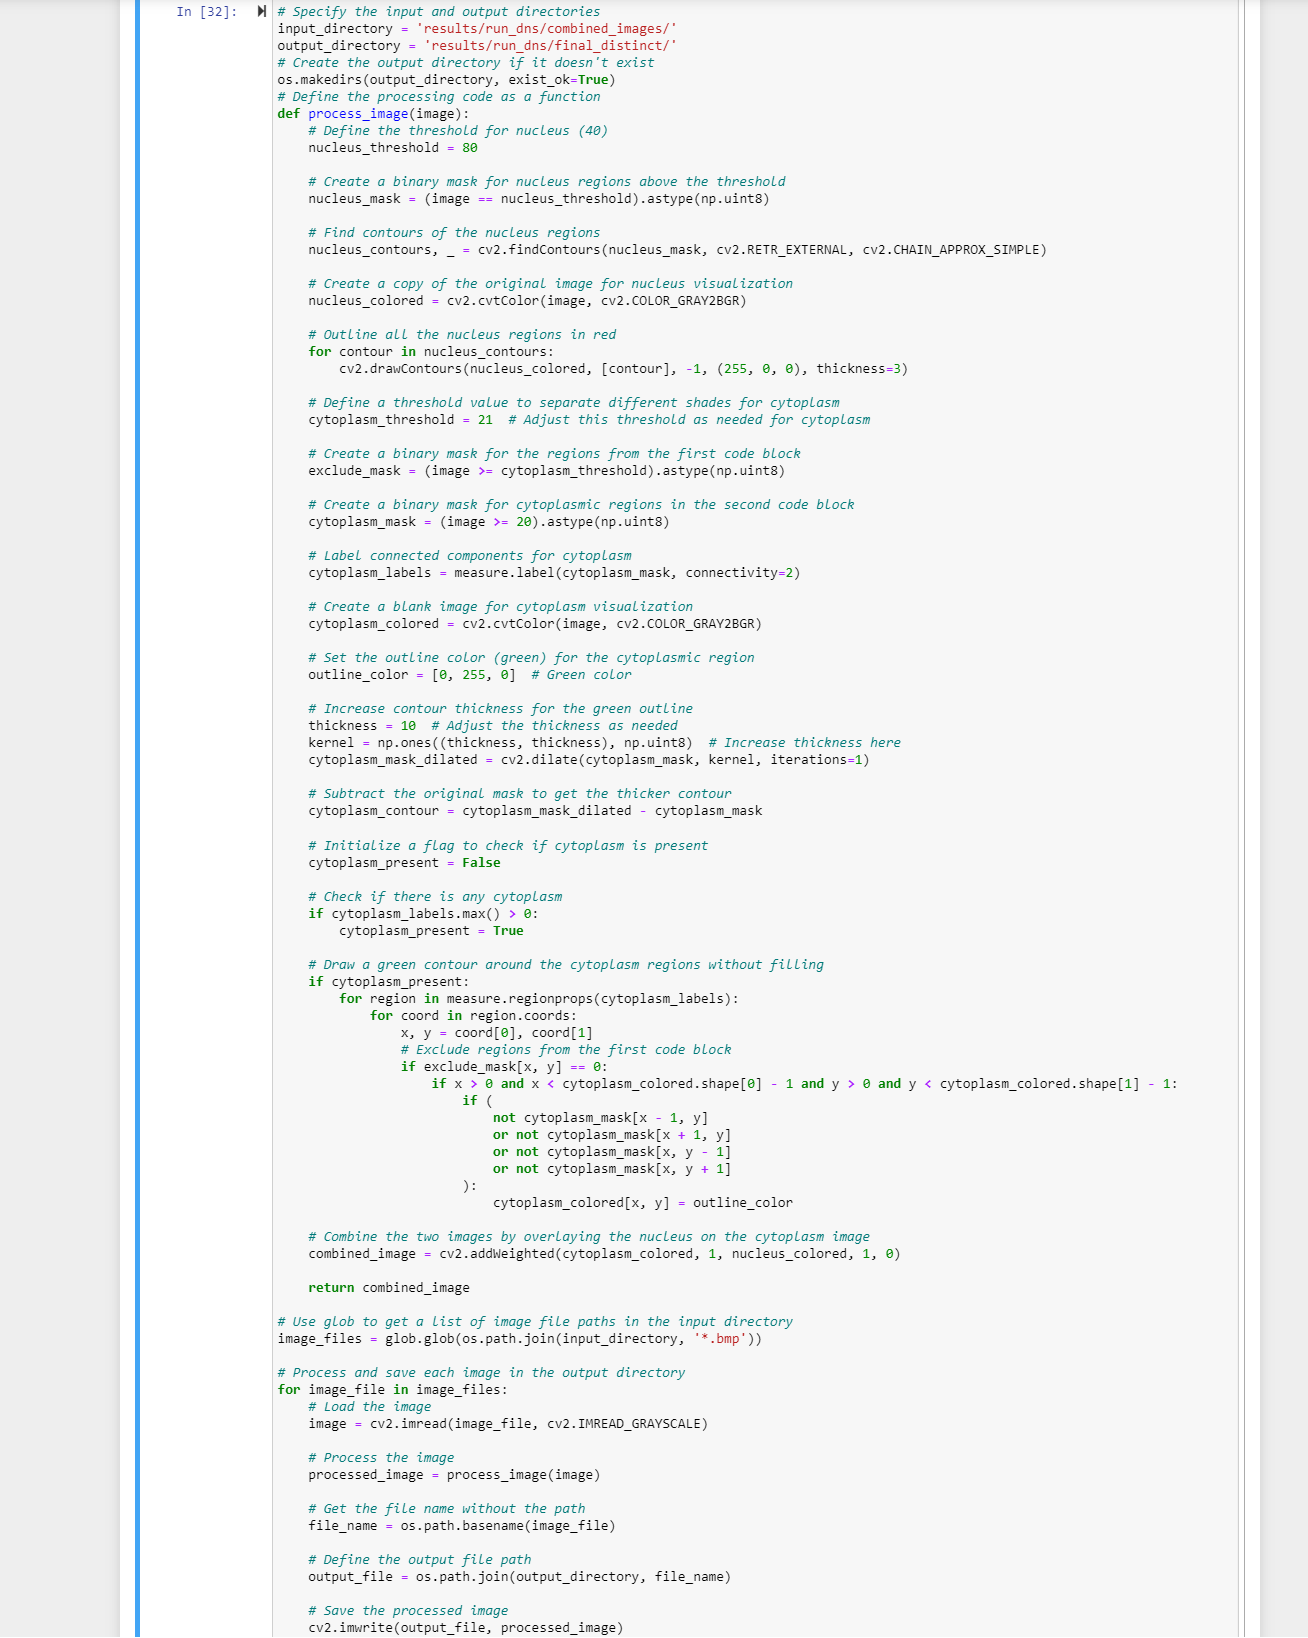 In [32]:
# Specify the input and output directories
input_directory = 'results/run_dns/combined_images/'
output_directory = 'results/run_dns/final_distinct/'
# Create the output directory if it doesn't exist
os.makedirs(output_directory, exist_ok=True)
# Define the processing code as a function
def process_image(image):
    # Define the threshold for nucleus (40)
    nucleus_threshold = 80

    # Create a binary mask for nucleus regions above the threshold
    nucleus_mask = (image == nucleus_threshold).astype(np.uint8)

    # Find contours of the nucleus regions
    nucleus_contours, _ = cv2.findContours(nucleus_mask, cv2.RETR_EXTERNAL, cv2.CHAIN_APPROX_SIMPLE)

    # Create a copy of the original image for nucleus visualization
    nucleus_colored = cv2.cvtColor(image, cv2.COLOR_GRAY2BGR)

    # Outline all the nucleus regions in red
    for contour in nucleus_contours:
        cv2.drawContours(nucleus_colored, [contour], -1, (255, 0, 0), thickness=3)

    # Define a threshold value to separate different shades for cytoplasm
    cytoplasm_threshold = 21  # Adjust this threshold as needed for cytoplasm

    # Create a binary mask for the regions from the first code block
    exclude_mask = (image >= cytoplasm_threshold).astype(np.uint8)

    # Create a binary mask for cytoplasmic regions in the second code block
    cytoplasm_mask = (image >= 20).astype(np.uint8)

    # Label connected components for cytoplasm
    cytoplasm_labels = measure.label(cytoplasm_mask, connectivity=2)

    # Create a blank image for cytoplasm visualization
    cytoplasm_colored = cv2.cvtColor(image, cv2.COLOR_GRAY2BGR)

    # Set the outline color (green) for the cytoplasmic region
    outline_color = [0, 255, 0]  # Green color

    # Increase contour thickness for the green outline
    thickness = 10  # Adjust the thickness as needed
    kernel = np.ones((thickness, thickness), np.uint8)  # Increase thickness here
    cytoplasm_mask_dilated = cv2.dilate(cytoplasm_mask, kernel, iterations=1)

    # Subtract the original mask to get the thicker contour
    cytoplasm_contour = cytoplasm_mask_dilated - cytoplasm_mask

    # Initialize a flag to check if cytoplasm is present
    cytoplasm_present = False

    # Check if there is any cytoplasm
    if cytoplasm_labels.max() > 0:
        cytoplasm_present = True

    # Draw a green contour around the cytoplasm regions without filling
    if cytoplasm_present:
        for region in measure.regionprops(cytoplasm_labels):
            for coord in region.coords:
                x, y = coord[0], coord[1]
                # Exclude regions from the first code block
                if exclude_mask[x, y] == 0:
                    if x > 0 and x < cytoplasm_colored.shape[0] - 1 and y > 0 and y < cytoplasm_colored.shape[1] - 1:
                        if (
                            not cytoplasm_mask[x - 1, y]
                            or not cytoplasm_mask[x + 1, y]
                            or not cytoplasm_mask[x, y - 1]
                            or not cytoplasm_mask[x, y + 1]
                        ):
                            cytoplasm_colored[x, y] = outline_color

    # Combine the two images by overlaying the nucleus on the cytoplasm image
    combined_image = cv2.addWeighted(cytoplasm_colored, 1, nucleus_colored, 1, 0)

    return combined_image

# Use glob to get a list of image file paths in the input directory
image_files = glob.glob(os.path.join(input_directory, '*.bmp'))

# Process and save each image in the output directory
for image_file in image_files:
    # Load the image
    image = cv2.imread(image_file, cv2.IMREAD_GRAYSCALE)

    # Process the image
    processed_image = process_image(image)

    # Get the file name without the path
    file_name = os.path.basename(image_file)

    # Define the output file path
    output_file = os.path.join(output_directory, file_name)

    # Save the processed image
    cv2.imwrite(output_file, processed_image)